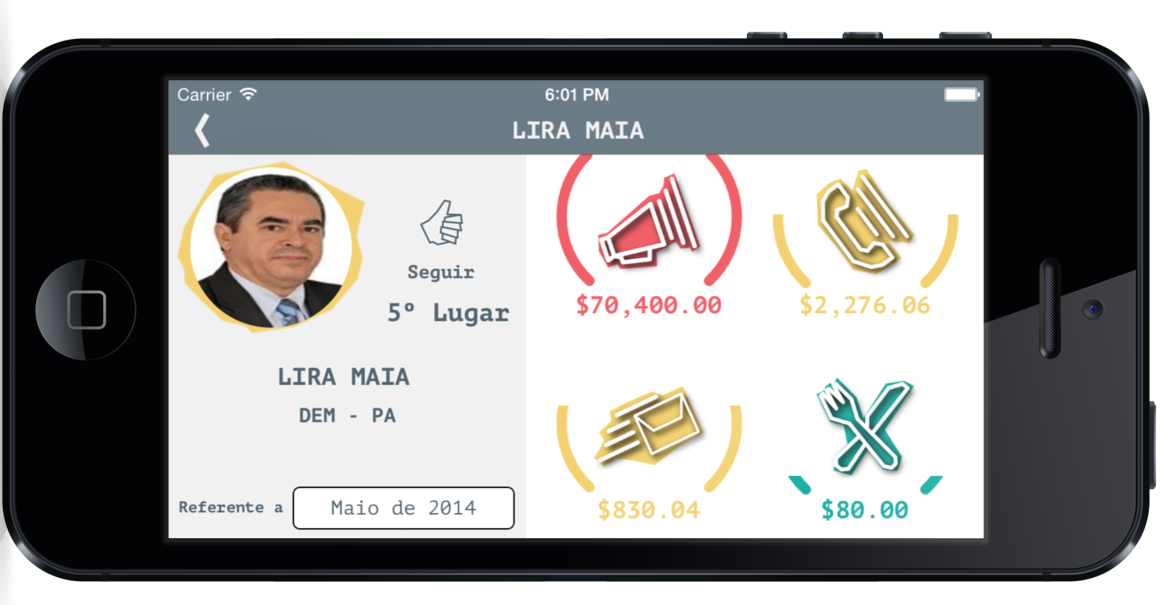 Carrier
6:01 PM
LIRA MAIA
Seguir
5º Lugar
LIRA MAIA
DEM - PA
Referente a
Maio de 2014
$70,400.00
$2,276.06
$830.04
$80.00